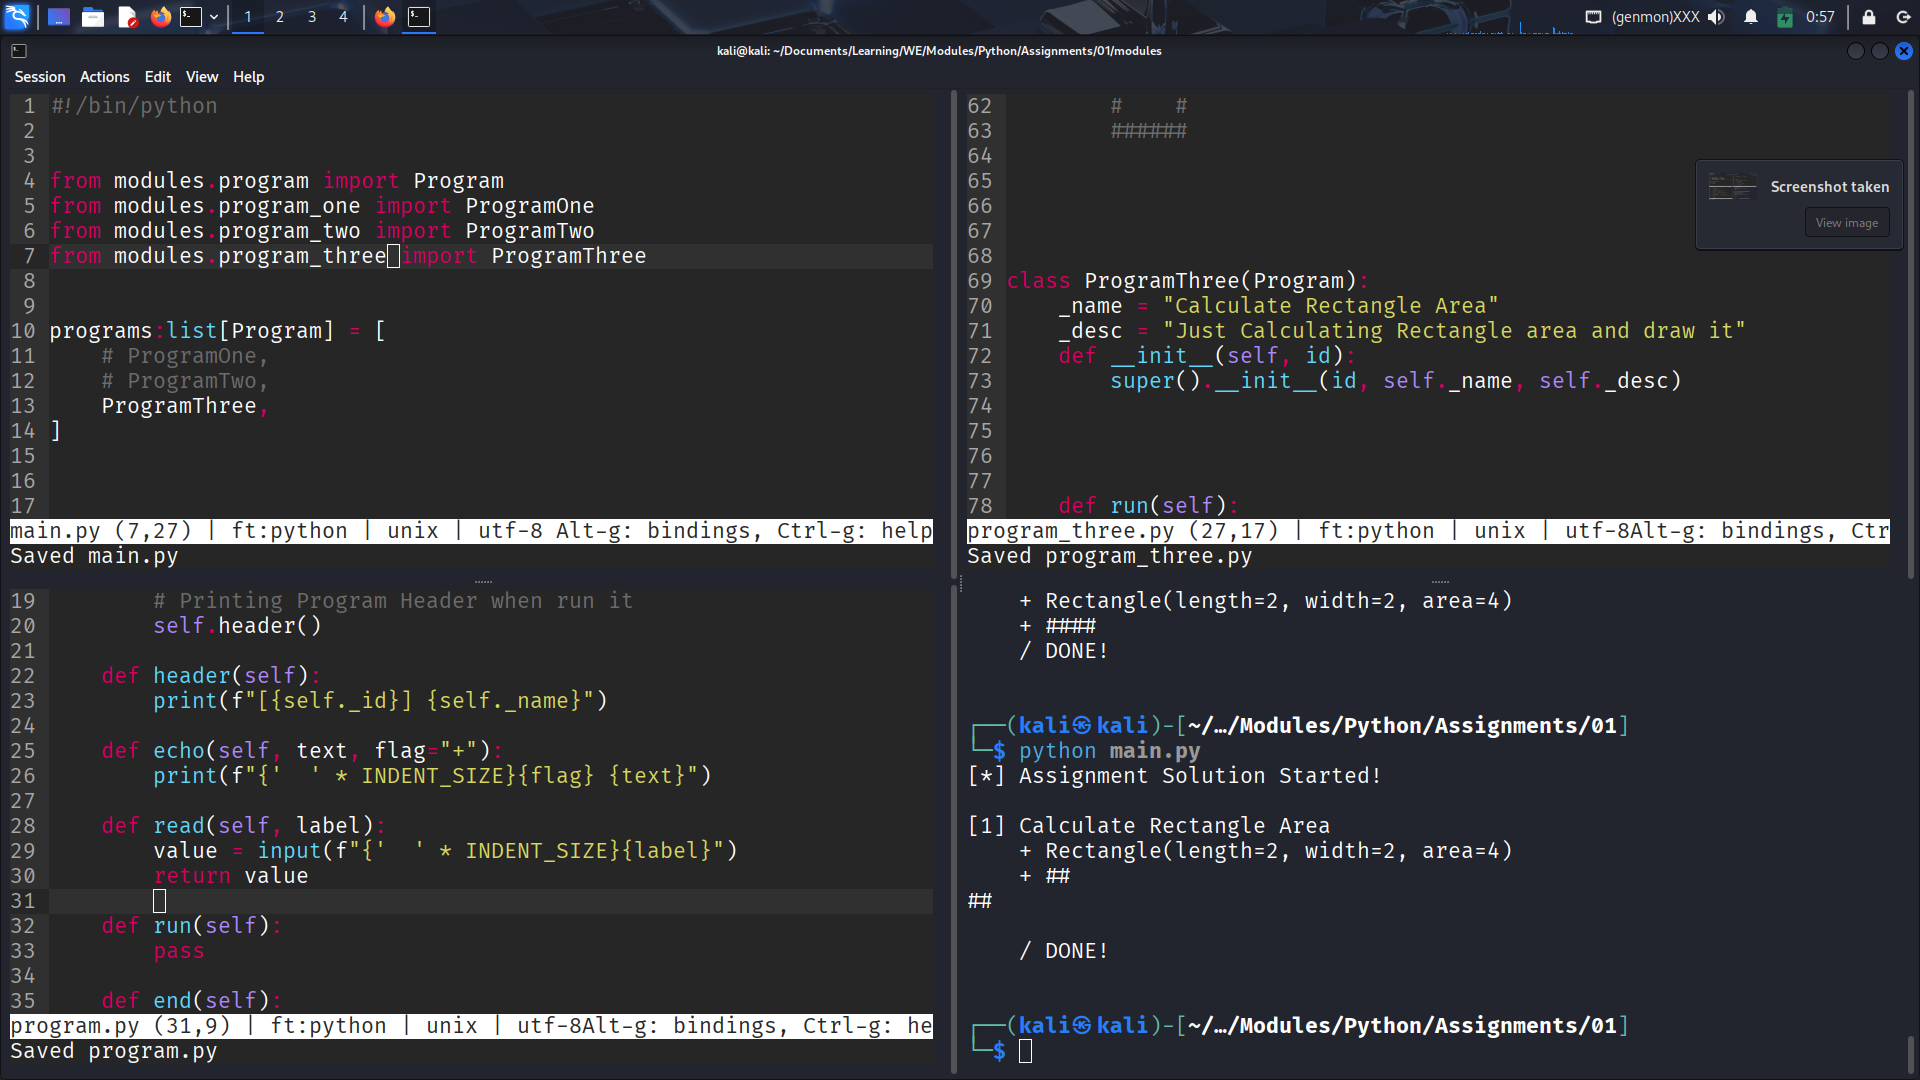 1 2 3 4 (genmon)XXX 0:57
kali@kali: ~/Documents/Learning/WE/Modules/Python/Assignments/01/modules
Session Actions Edit View Help
1 #!/bin/python
2
3
4 from modules.program import Program
5 from modules.program_one import ProgramOne
6 from modules.program_two import ProgramTwo
7 from modules.program_three import ProgramThree
8
9
10 programs:list[Program] = [
11     # ProgramOne,
12     # ProgramTwo,
13     ProgramThree,
14 ]
15
16
17
main.py (7,27) | ft:python | unix | utf-8 Alt-g: bindings, Ctrl-g: help
Saved main.py
62         #    #
63         ######
64
65
66
67
68
69 class ProgramThree(Program):
70     _name = "Calculate Rectangle Area"
71     _desc = "Just Calculating Rectangle area and draw it"
72     def __init__(self, id):
73         super().__init__(id, self._name, self._desc)
74
75
76
77
78     def run(self):
program_three.py (27,17) | ft:python | unix | utf-8Alt-g: bindings, Ctr
Saved program_three.py
Screenshot taken
View image
19         # Printing Program Header when run it
20         self.header()
21
22     def header(self):
23         print(f"[{self._id}] {self._name}")
24
25     def echo(self, text, flag="+"):
26         print(f"{'  ' * INDENT_SIZE}{flag} {text}")
27
28     def read(self, label):
29         value = input(f"{'  ' * INDENT_SIZE}{label}")
30         return value
31
32     def run(self):
33         pass
34
35     def end(self):
program.py (31,9) | ft:python | unix | utf-8Alt-g: bindings, Ctrl-g: he
Saved program.py
    + Rectangle(length=2, width=2, area=4)
    + ####
    / DONE!
┌──(kali㉿kali)-[~/…/Modules/Python/Assignments/01]
└─$ python main.py
[*] Assignment Solution Started!
[1] Calculate Rectangle Area
    + Rectangle(length=2, width=2, area=4)
    + ##
##
    / DONE!
┌──(kali㉿kali)-[~/…/Modules/Python/Assignments/01]
└─$